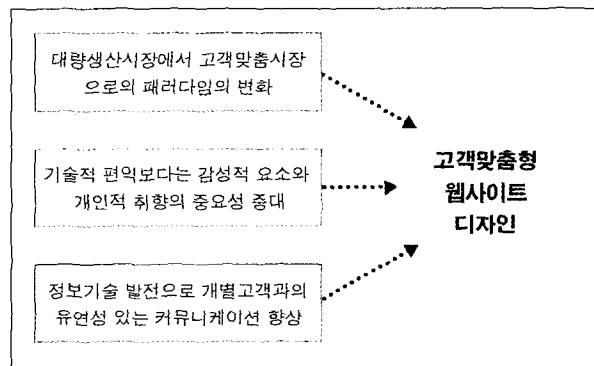 대량생산시장에서 고객맞춤시장
으로의 패러다임의 변화
기술적 편익보다는 감성적 요소와
개인적 취향의 중요성 증대
정보기술 발전으로 개별고객과의
유연성 있는 커뮤니케이션 향상
고객맞춤형
웹사이트
디자인